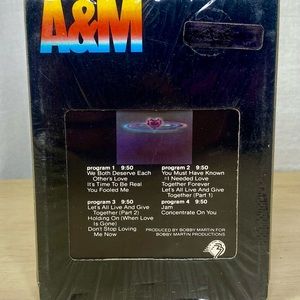 A&M
program 1 9:50
We Both Deserve Each
Others Love
It's Time To Be Real
You Fooled Me
program 2 9:50
You Must Have Known
I Needed Love
Together Forever
Let's All Live And Give
Together (Part 1)
program 3 9:50
Let's All Live And Give
Together (Part 2)
Holding On (When Love
Is Gone)
Don't Stop Loving
Me Now
program 4 9:50
Jam
Concentrate On You
PRODUCED BY BOBBY MARTIN FOR
BOBBY MARTIN PRODUCTIONS